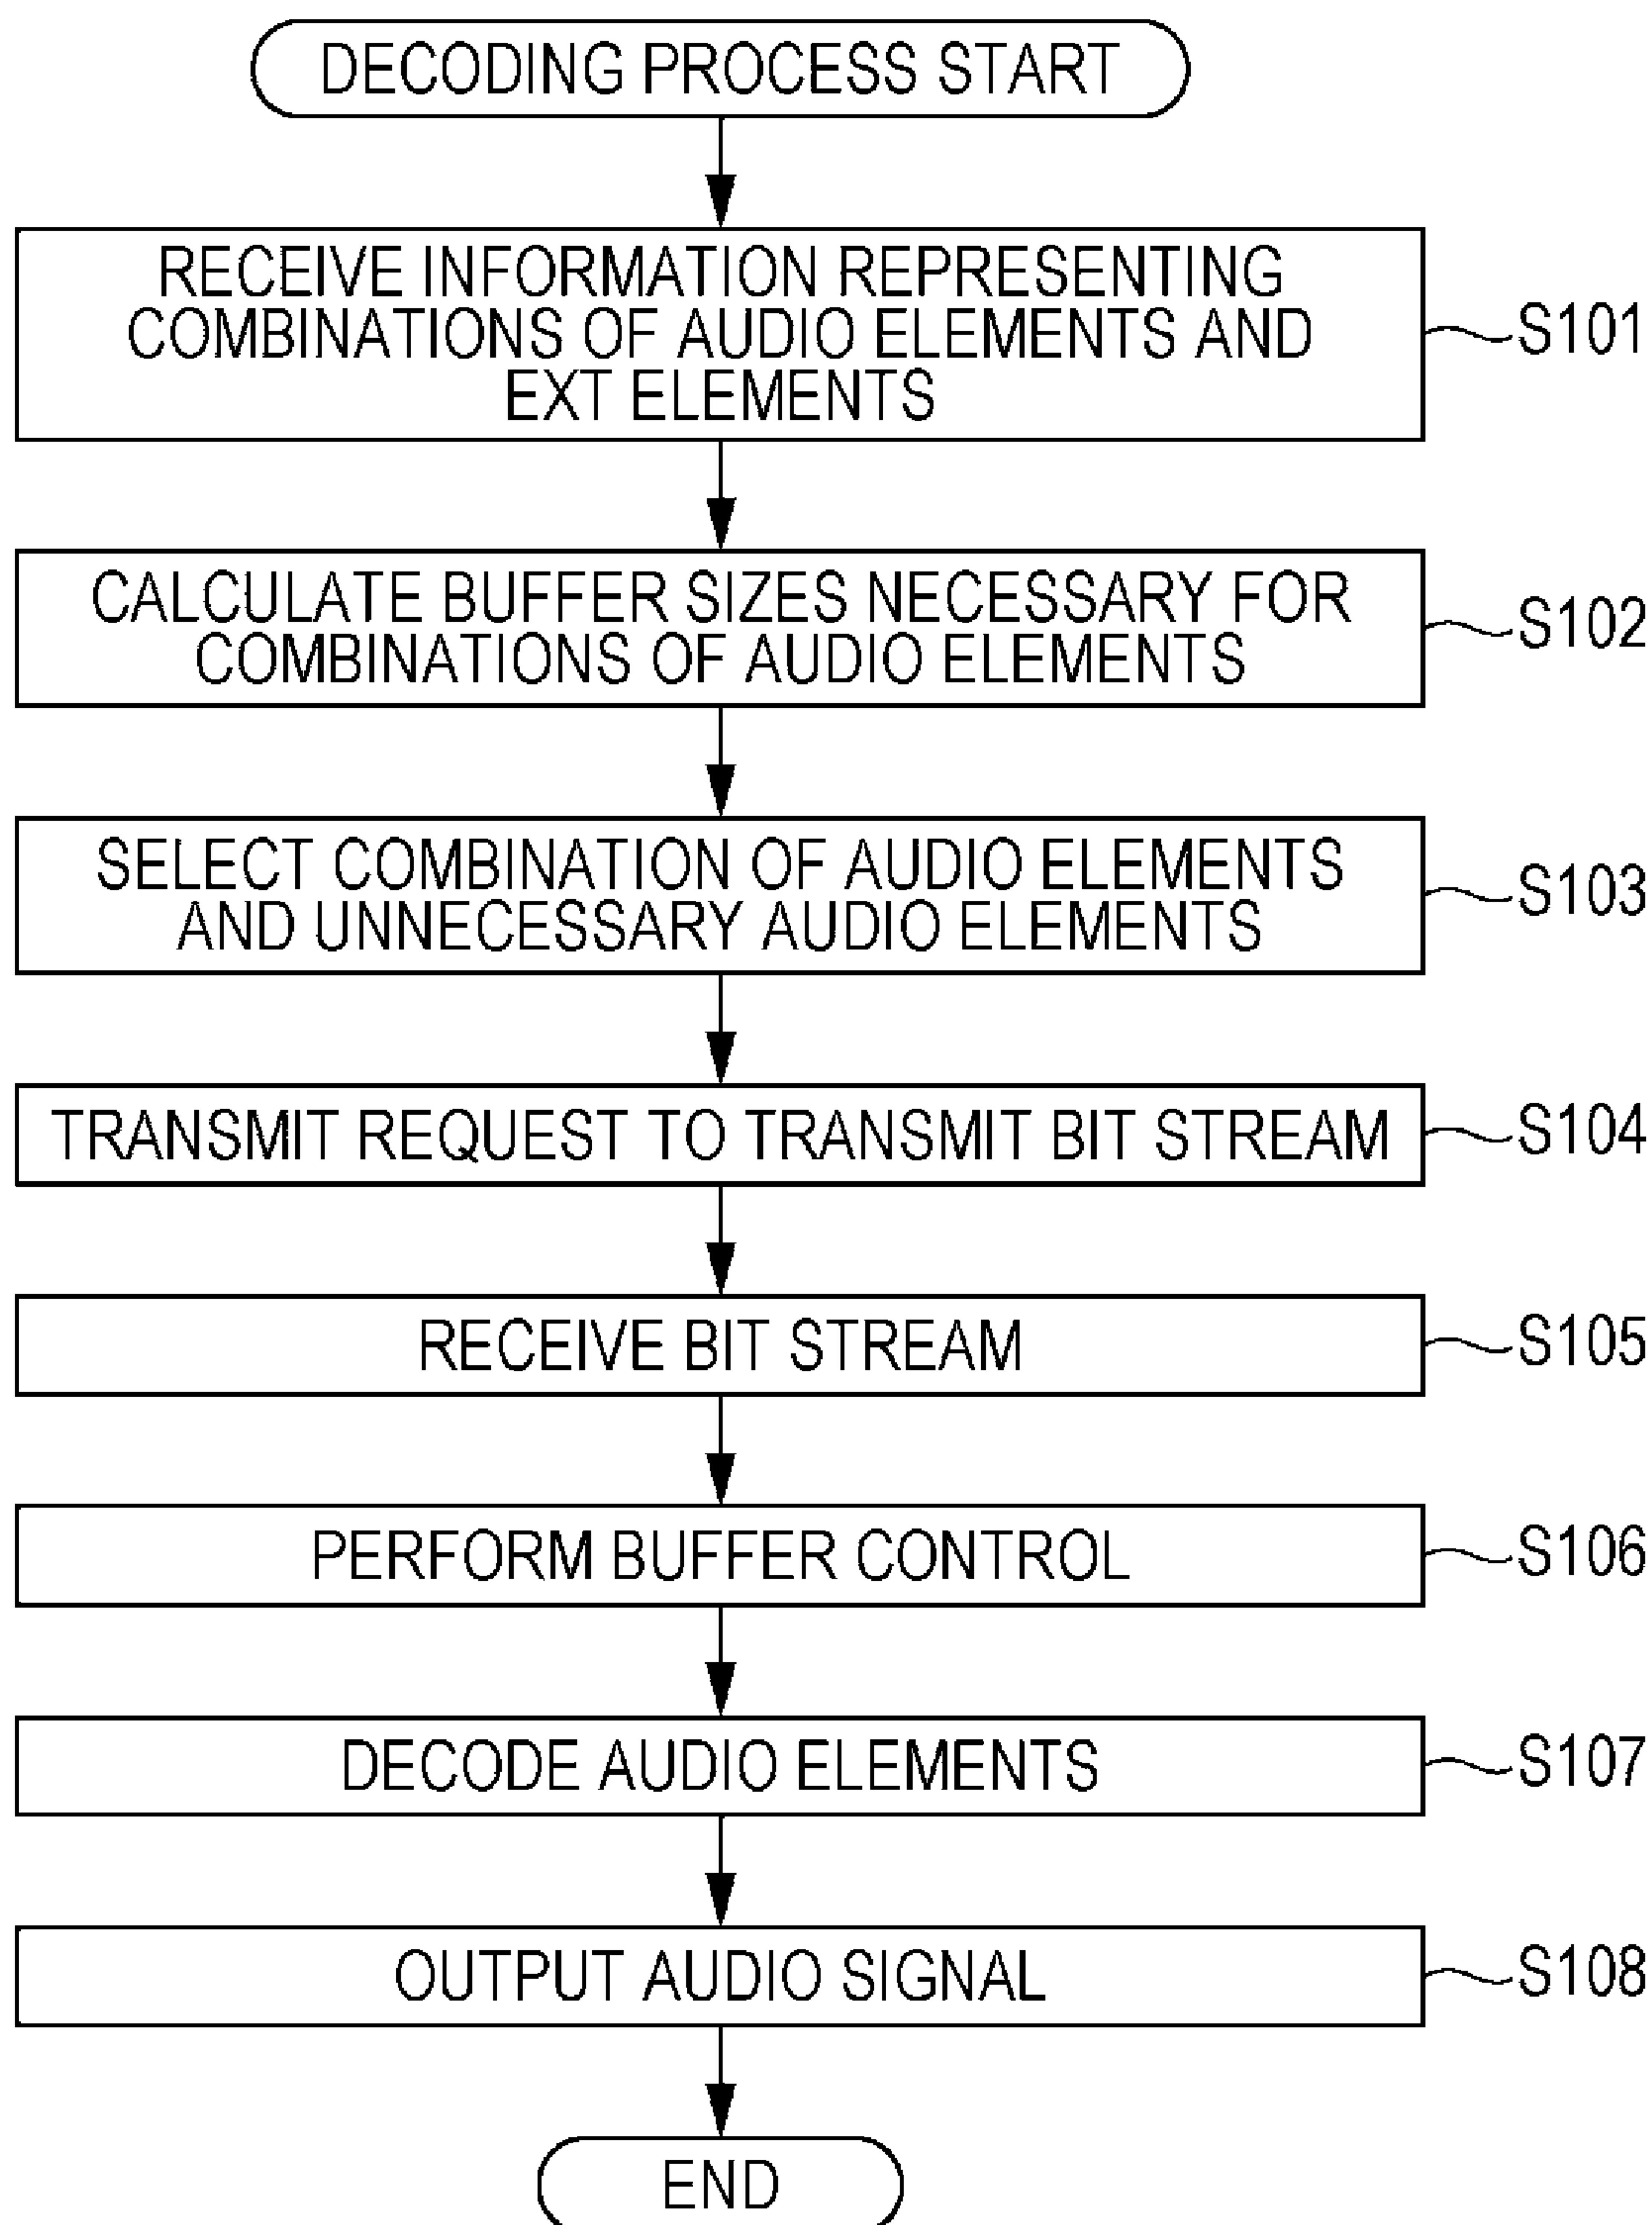 DECODING PROCESS START
RECEIVE INFORMATION REPRESENTING
COMBINATIONS OF AUDIO ELEMENTS AND
EXT ELEMENTS
S101
CALCULATE BUFFER SIZES NECESSARY FOR
COMBINATIONS OF AUDIO ELEMENTS
S102
SELECT COMBINATION OF AUDIO ELEMENTS
AND UNNECESSARY AUDIO ELEMENTS
S103
TRANSMIT REQUEST TO TRANSMIT BIT STREAM
S104
RECEIVE BIT STREAM
S105
PERFORM BUFFER CONTROL
S106
DECODE AUDIO ELEMENTS
S107
OUTPUT AUDIO SIGNAL
S108
END